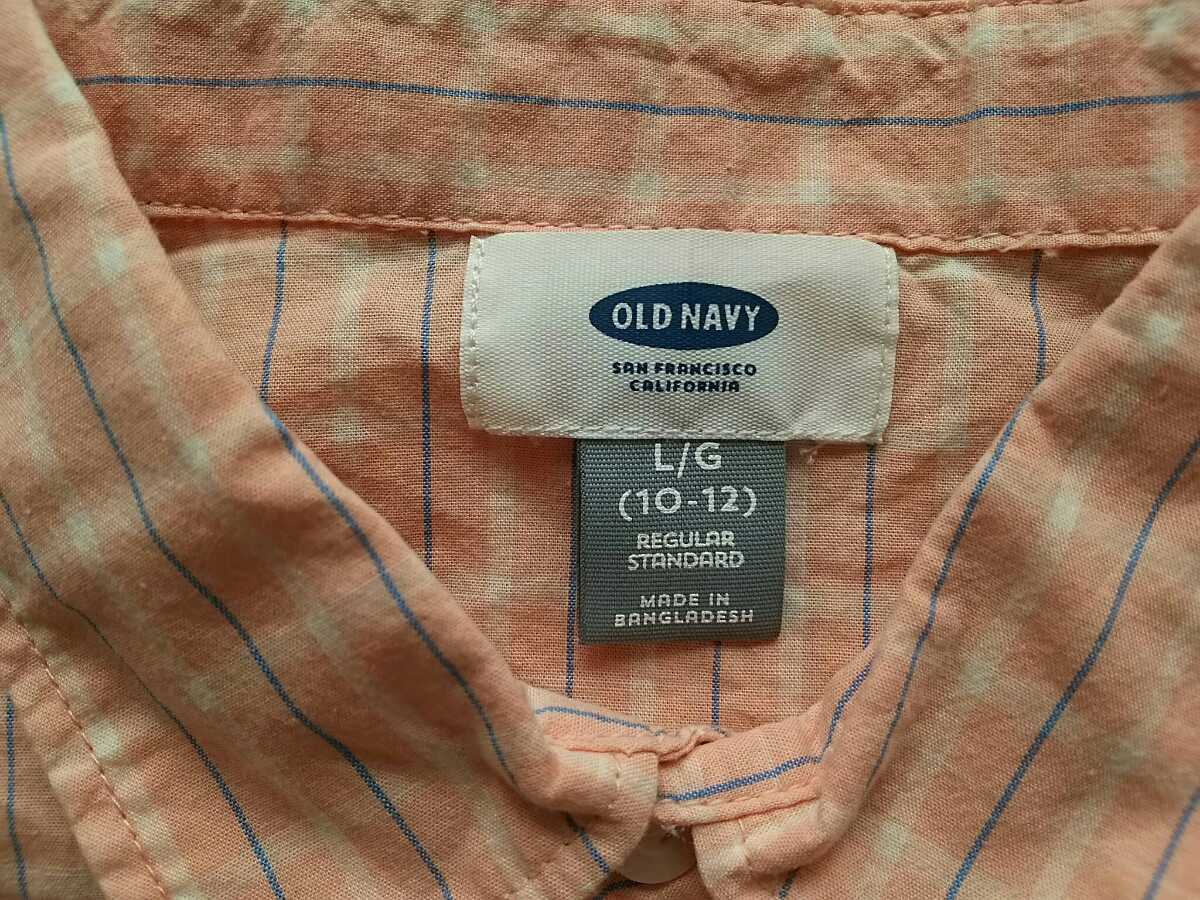 OLD NAVY
SAN FRANCISCO
CALIFORNIA
L/G
(10-12)
REGULAR
STANDARD
MADE IN
BANGLADESH